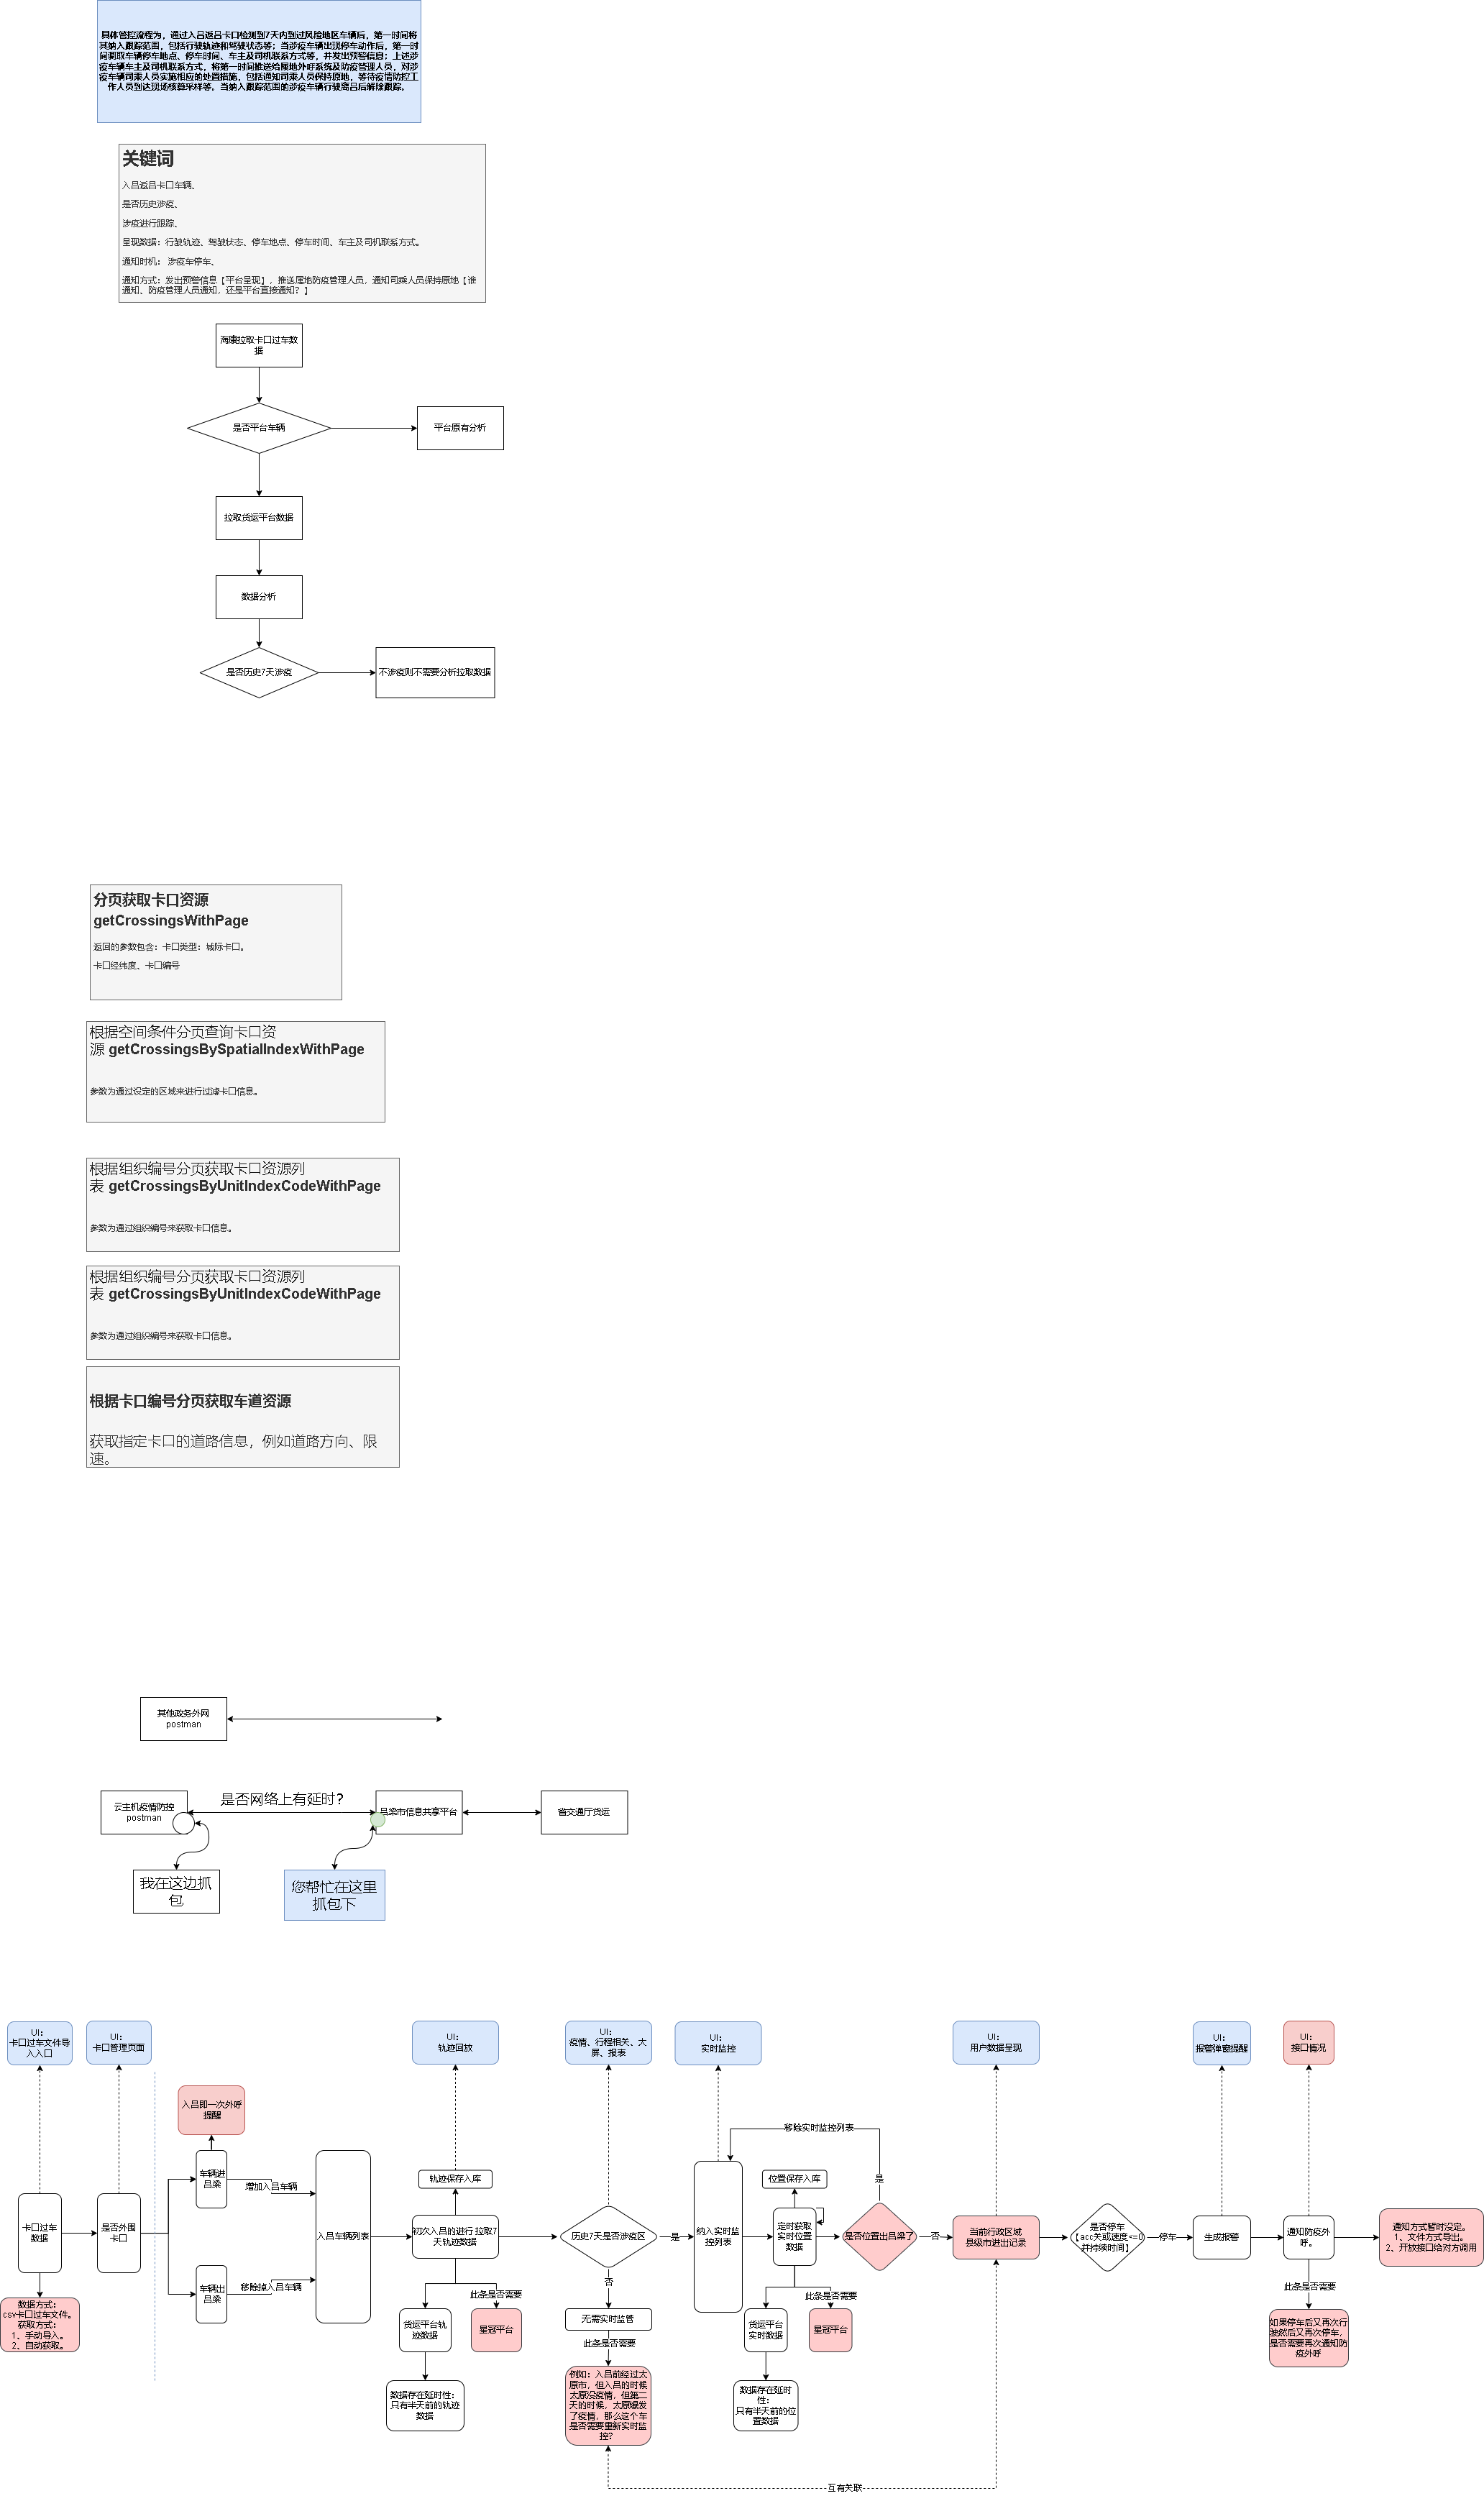 具体管控流程为，通过入吕返吕卡口检测到7天内到过风险地区车辆后，第一时间将
其纳入跟踪范围，包括行驶轨迹和驾驶状态等；当涉疫车辆出现停车动作后，第一时
间调取车辆停车地点、停车时间、车主及司机联系方式等，并发出预警信息；上述涉
疫车辆车主及司机联系方式，将第一时间推送给属地外呼系统及防疫管理人员，对涉
疫车辆司乘人员实施相应的处置措施，包括通知司乘人员保持原地，等待疫情防控工
作人员到达现场核算采样等。当纳入跟踪范围的涉疫车辆行驶离吕后解除跟踪。
关键词
入吕返吕卡口车辆、
是否历史涉疫、
涉疫进行跟踪、
呈现数据：行驶轨迹、驾驶状态、停车地点、停车时间、车主及司机联系方式。
通知时机： 涉疫车停车、
通知方式：发出预警信息【平台呈现】，推送属地防疫管理人员，通知司乘人员保持原地【谁
通知、防疫管理人员通知，还是平台直接通知？】
海康拉取卡口过车数
据
是否平台车辆
平台原有分析
拉取货运平台数据
数据分析
是否历史7天涉疫
不涉疫则不需要分析拉取数据
分页获取卡口资源
getCrossingsWithPage
返回的参数包含：卡口类型：城际卡口。
卡口经纬度、卡口编号
根据空间条件分页查询卡口资
源 getCrossingsBySpatialIndexWithPage
参数为通过设定的区域来进行过滤卡口信息。
根据组织编号分页获取卡口资源列
表 getCrossingsByUnitIndexCodeWithPage
参数为通过组织编号来获取卡口信息。
根据组织编号分页获取卡口资源列
表 getCrossingsByUnitIndexCodeWithPage
参数为通过组织编号来获取卡口信息。
根据卡口编号分页获取车道资源
获取指定卡口的道路信息，例如道路方向、限
速。
其他政务外网
postman
云主机疫情防控
postman
是否网络上有延时？
吕梁市信息共享平台
省交通厅货运
我在这边抓
包
您帮忙在这里
抓包下
UI：
卡口过车文件导
入入口
UI：
卡口管理页面
UI：
轨迹回放
UI：
疫情、行程相关、大
屏、报表
UI：
实时监控
UI：
用户数据呈现
UI：
报警弹窗提醒
UI：
接口情况
入吕即一次外呼
提醒
移除实时监控列表
车辆进
吕梁
增加入吕车辆
轨迹保存入库
位置保存入库
是
卡口过车
数据
是否外围
卡口
入吕车辆列表
初次入吕的进行 拉取7
天轨迹数据
历史7天是否涉疫区
是
纳入实时监
控列表
定时获取
实时位置
数据
是否位置出吕梁了
否
当前行政区域
县级市进出记录
是否停车
【acc关或速度<=0
并持续时间】
停车
生成报警
通知防疫外
呼。
通知方式暂时没定。
1、文件方式导出。
2、开放接口给对方调用
车辆出
吕梁
移除掉入吕车辆
否
此条是否需要
此条是否需要
此条是否需要
数据方式：
csv卡口过车文件。
获取方式：
1、手动导入。
2、自动获取。
货运平台轨
迹数据
星冠平台
无需实时监管
此条是否需要
货运平台
实时数据
星冠平台
如果停车后又再次行
驶然后又再次停车，
是否需要再次通知防
疫外呼
数据存在延时性：
只有半天前的轨迹
数据
例如：入吕前经过太
原市，但入吕的时候
太原没疫情，但第二
天的时候，太原爆发
了疫情，那么这个车
是否需要重新实时监
控？
数据存在延时
性：
只有半天前的位
置数据
互有关联